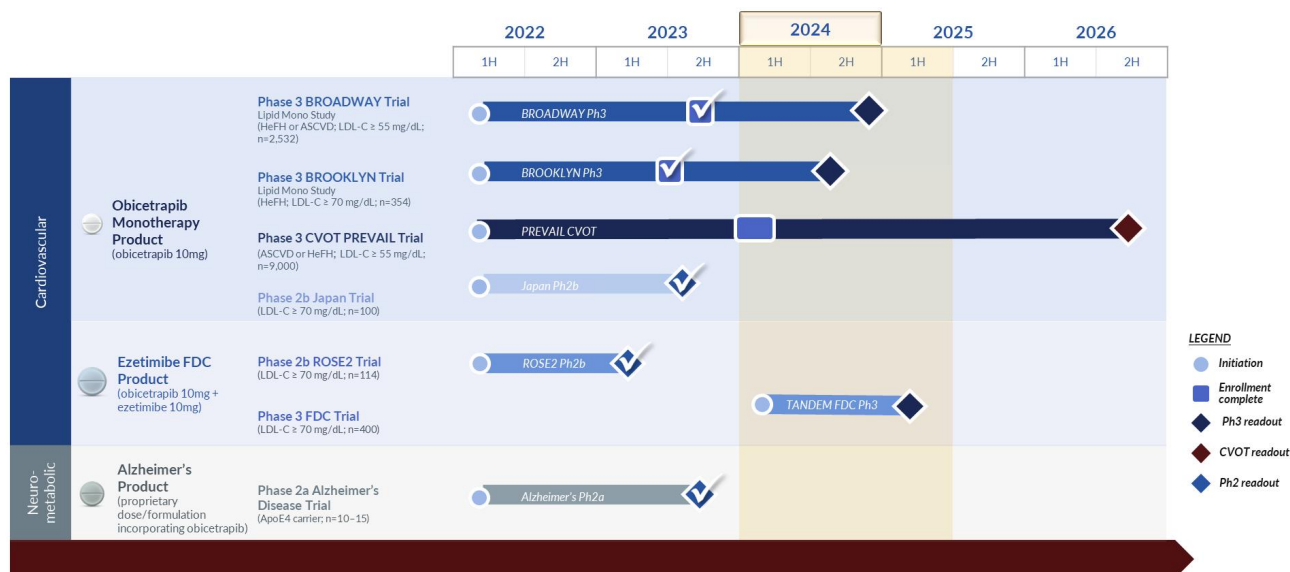 2022 2023 2024 2025 2026
1H 2H 1H 2H 1H 2H 1H 2H 1H 2H
Cardiovascular
Obicetrapib
Monotherapy
Product
(obicetrapib 10mg)
Phase 3 BROADWAY Trial
Lipid Mono Study
(HeFH or ASCVD; LDL-C ≥ 55 mg/dL;
n=2,532)
BROADWAY Ph3
Phase 3 BROOKLYN Trial
Lipid Mono Study
(HeFH; LDL-C ≥ 70 mg/dL; n=354)
BROOKLYN Ph3
Phase 3 CVOT PREVAIL Trial
(ASCVD or HeFH; LDL-C ≥ 55 mg/dL;
n=9,000)
PREVAIL CVOT
Phase 2b Japan Trial
(LDL-C ≥ 70 mg/dL; n=100)
Japan Ph2b
Ezetimibe FDC
Product
(obicetrapib 10mg +
ezetimibe 10mg)
Phase 2b ROSE2 Trial
(LDL-C ≥ 70 mg/dL; n=114)
ROSE2 Ph2b
Phase 3 FDC Trial
(LDL-C ≥ 70 mg/dL; n=400)
TANDEM FDC Ph3
Neuro-
metabolic
Alzheimer's
Product
(proprietary
dose/formulation
incorporating obicetrapib)
Phase 2a Alzheimer's
Disease Trial
(ApoE4 carrier; n=10–15)
Alzheimer's Ph2a
LEGEND
Initiation
Enrollment
complete
Ph3 readout
CVOT readout
Ph2 readout